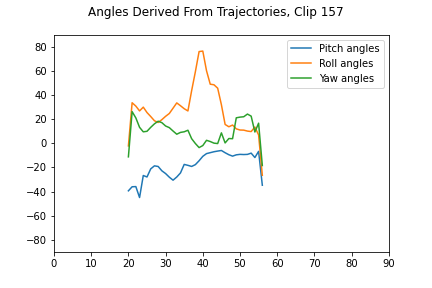 Angles Derived From Trajectories, Clip 157
Pitch angles
Roll angles
Yaw angles
80
60
40
20
0
−20
−40
−60
−80
0 10 20 30 40 50 60 70 80 90